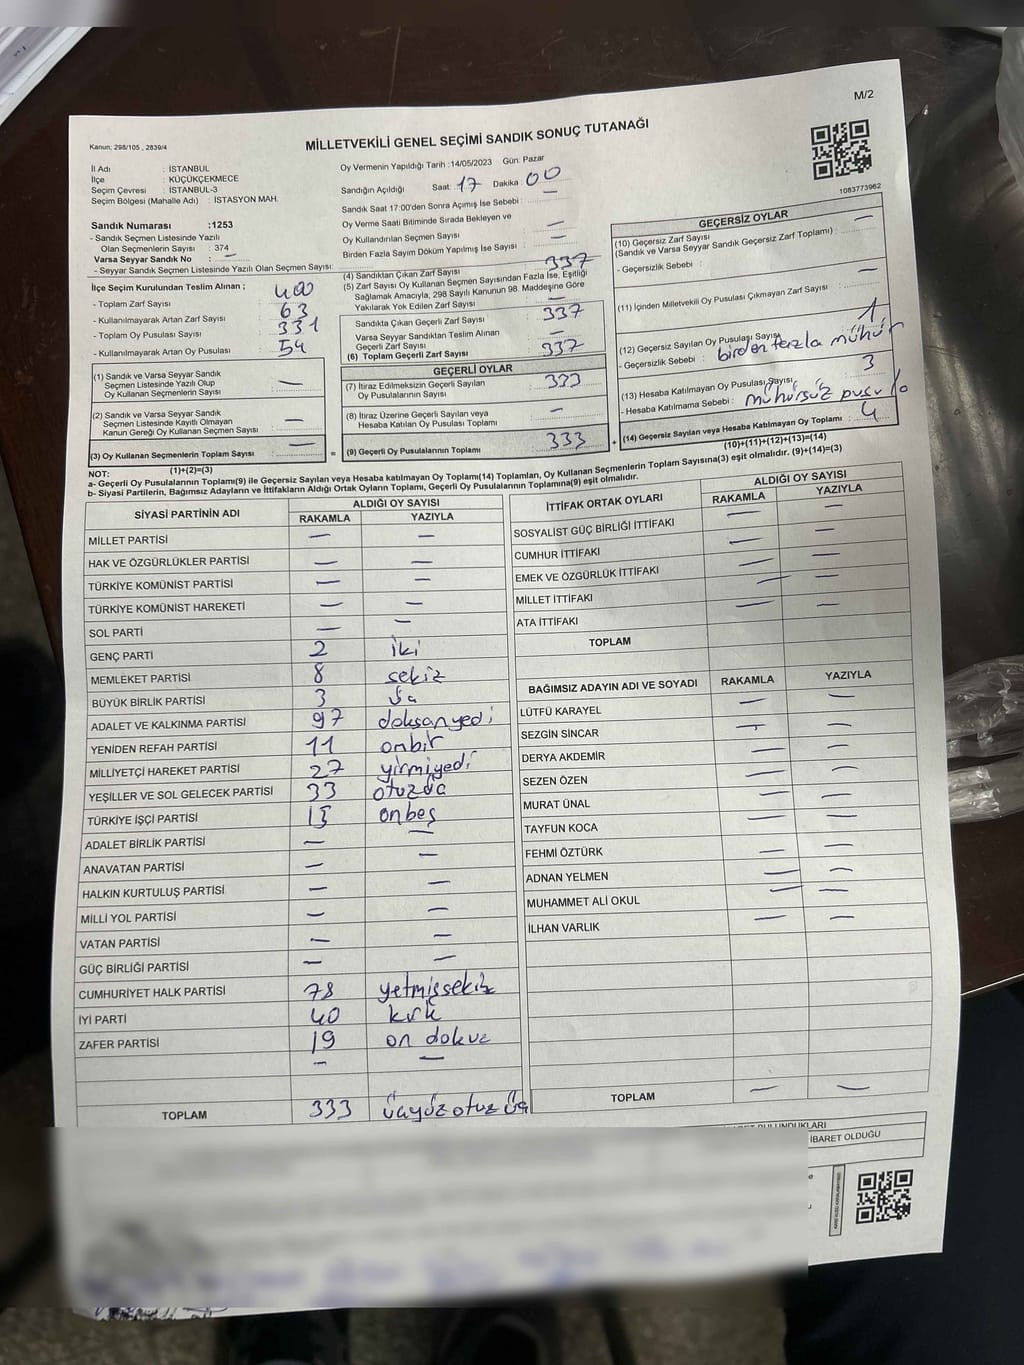 M/2
Kanun: 298/105 , 2839/4
MİLLETVEKİLİ GENEL SEÇİMİ SANDIK SONUÇ TUTANAĞI
1083773962
İl Adı : İSTANBUL
İlçe : KÜÇÜKÇEKMECE
Seçim Çevresi : İSTANBUL-3
Seçim Bölgesi (Mahalle Adı) : İSTASYON MAH.
Sandık Numarası :1253
- Sandık Seçmen Listesinde Yazılı
Olan Seçmenlerin Sayısı : 374
Varsa Seyyar Sandık No : —
- Seyyar Sandık Seçmen Listesinde Yazılı Olan Seçmen Sayısı:
İlçe Seçim Kurulundan Teslim Alınan ;
- Toplam Zarf Sayısı 400
- Kullanılmayarak Artan Zarf Sayısı 63
- Toplam Oy Pusulası Sayısı 391
- Kullanılmayarak Artan Oy Pusulası 54
(1) Sandık ve Varsa Seyyar Sandık
Seçmen Listesinde Yazılı Olup
Oy Kullanan Seçmenlerin Sayısı —
(2) Sandık ve Varsa Seyyar Sandık
Seçmen Listesinde Kayıtlı Olmayan
Kanun Gereği Oy Kullanan Seçmen Sayısı —
(3) Oy Kullanan Seçmenlerin Toplam Sayısı —
(1)+(2)=(3)
Oy Vermenin Yapıldığı Tarih :14/05/2023 Gün: Pazar
Sandığın Açıldığı Saat: 17 Dakika 00
Sandık Saat 17:00'den Sonra Açımış İse Sebebi : —
Oy Verme Saati Bitiminde Sırada Bekleyen ve
Oy Kullandırılan Seçmen Sayısı —
Birden Fazla Sayım Döküm Yapılmış İse Sayısı : —
(4) Sandıktan Çıkan Zarf Sayısı 337
(5) Zarf Sayısı Oy Kullanan Seçmen Sayısından Fazla İse, Eşitliği
Sağlamak Amacıyla, 298 Sayılı Kanunun 98. Maddesine Göre
Yakılarak Yok Edilen Zarf Sayısı :
Sandıkta Çıkan Geçerli Zarf Sayısı 337
Varsa Seyyar Sandıktan Teslim Alınan
Geçerli Zarf Sayısı —
(6) Toplam Geçerli Zarf Sayısı 337
GEÇERLİ OYLAR
(7) İtiraz Edilmeksizin Geçerli Sayılan
Oy Pusulalarının Sayısı 333
(8) İtiraz Üzerine Geçerli Sayılan veya
Hesaba Katılan Oy Pusulası Toplamı —
= (9) Geçerli Oy Pusulalarının Toplamı 333 +
GEÇERSİZ OYLAR
(10) Geçersiz Zarf Sayısı
(Sandık ve Varsa Seyyar Sandık Geçersiz Zarf Toplamı) : —
- Geçersizlik Sebebi :
(11) İçinden Milletvekili Oy Pusulası Çıkmayan Zarf Sayısı —
(12) Geçersiz Sayılan Oy Pusulası Sayısı 1
- Geçersizlik Sebebi : birden fazla mühür
(13) Hesaba Katılmayan Oy Pusulası Sayısı 3
- Hesaba Katılmama Sebebi : mühürsüz
(14) Geçersiz Sayılan veya Hesaba Katılmayan Oy Toplamı 4
(10)+(11)+(12)+(13)=(14)
NOT:
a- Geçerli Oy Pusulalarının Toplamı(9) ile Geçersiz Sayılan veya Hesaba katılmayan Oy Toplam(14) Toplamları, Oy Kullanan Seçmenlerin Toplam Sayısına(3) eşit olmalıdır. (9)+(14)=(3)
b- Siyasi Partilerin, Bağımsız Adayların ve İttifakların Aldığı Ortak Oyların Toplamı, Geçerli Oy Pusulalarının Toplamına(9) eşit olmalıdır.
SİYASİ PARTİNİN ADI ALDIĞI OY SAYISI
RAKAMLA YAZIYLA
MİLLET PARTİSİ — —
HAK VE ÖZGÜRLÜKLER PARTİSİ — —
TÜRKİYE KOMÜNİST PARTİSİ — —
TÜRKİYE KOMÜNİST HAREKETİ — —
SOL PARTİ — —
GENÇ PARTİ 2 iki
MEMLEKET PARTİSİ 8 sekiz
BÜYÜK BİRLİK PARTİSİ 3 üç
ADALET VE KALKINMA PARTİSİ 97 doksanyedi
YENİDEN REFAH PARTİSİ 11 onbir
MİLLİYETÇİ HAREKET PARTİSİ 27 yirmiyedi
YEŞİLLER VE SOL GELECEK PARTİSİ 33 otuzüç
TÜRKİYE İŞÇİ PARTİSİ 15 onbeş
ADALET BİRLİK PARTİSİ — —
ANAVATAN PARTİSİ — —
HALKIN KURTULUŞ PARTİSİ — —
MİLLİ YOL PARTİSİ — —
VATAN PARTİSİ — —
GÜÇ BİRLİĞİ PARTİSİ — —
CUMHURİYET HALK PARTİSİ 78 yetmişsekiz
İYİ PARTİ 40 kırk
ZAFER PARTİSİ 19 on dokuz
— —
TOPLAM 333 üçyüzotuzüç
İTTİFAK ORTAK OYLARI ALDIĞI OY SAYISI
RAKAMLA YAZIYLA
SOSYALİST GÜÇ BİRLİĞİ İTTİFAKI — —
CUMHUR İTTİFAKI — —
EMEK VE ÖZGÜRLÜK İTTİFAKI — —
MİLLET İTTİFAKI — —
ATA İTTİFAKI — —
TOPLAM
BAĞIMSIZ ADAYIN ADI VE SOYADI RAKAMLA YAZIYLA
LÜTFÜ KARAYEL — —
SEZGİN SİNCAR — —
DERYA AKDEMİR — —
SEZEN ÖZEN — —
MURAT ÜNAL — —
TAYFUN KOCA — —
FEHMİ ÖZTÜRK — —
ADNAN YELMEN — —
MUHAMMET ALİ OKUL — —
İLHAN VARLIK — —
TOPLAM — —
BULUNDUKLARI
İBARET OLDUĞU